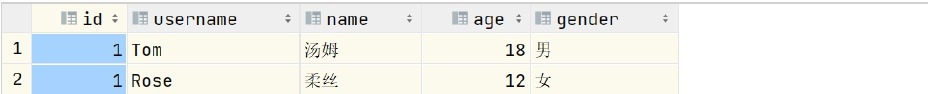 id username name age gender
1 1 Tom 汤姆 18 男
2 1 Rose 柔丝 12 女